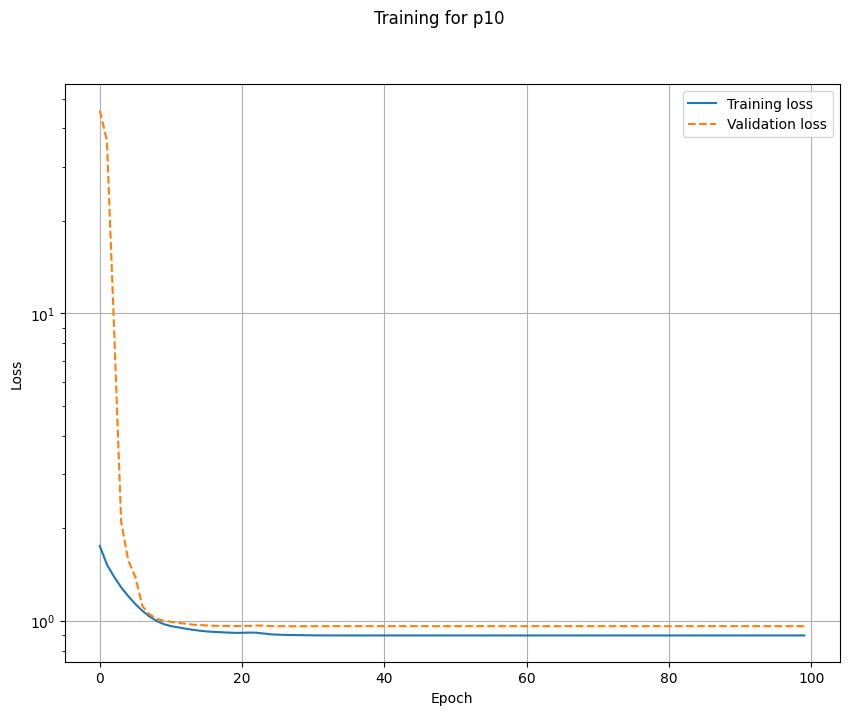 Training for p10
Training loss
Validation loss
10¹
10⁰
Loss
0 20 40 60 80 100
Epoch